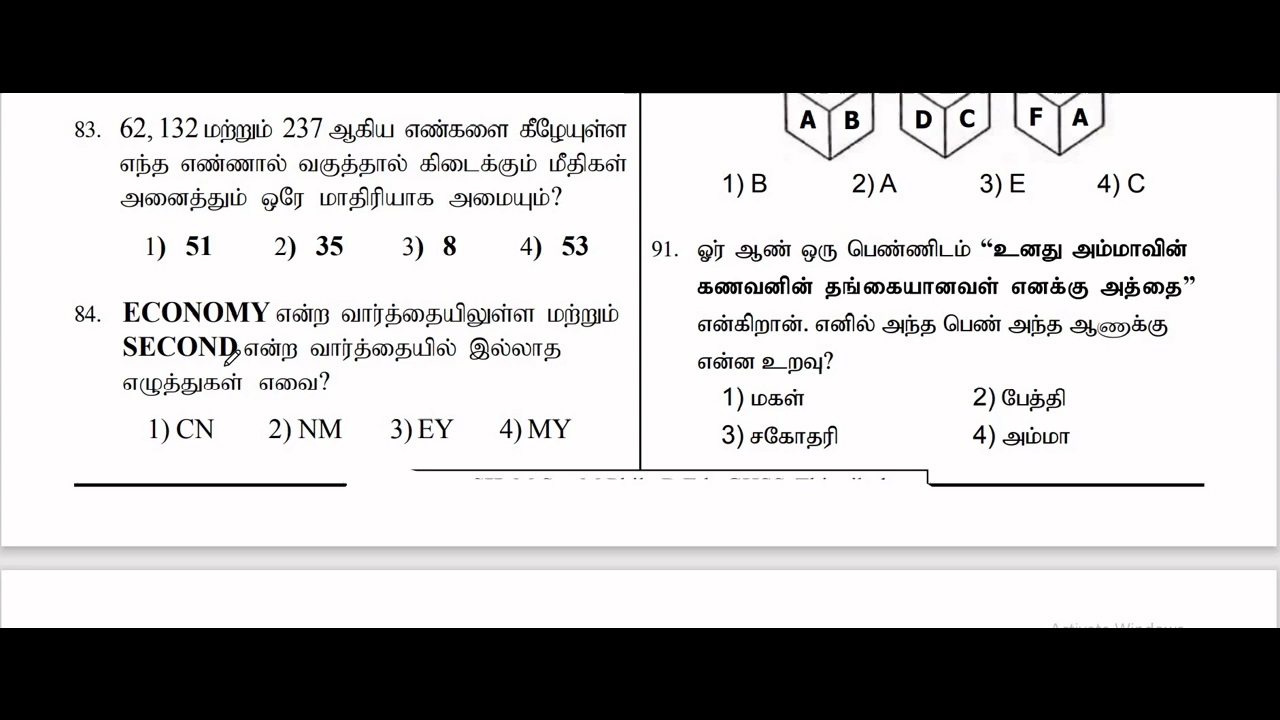 83. 62, 132 மற்றும் 237 ஆகிய எண்களை கீழேயுள்ள
எந்த எண்ணால் வகுத்தால் கிடைக்கும் மீதிகள்
அனைத்தும் ஒரே மாதிரியாக அமையும்?
1) 51 2) 35 3) 8 4) 53
84. ECONOMY என்ற வார்த்தையிலுள்ள மற்றும்
SECOND என்ற வார்த்தையில் இல்லாத
எழுத்துகள் எவை?
1) CN 2) NM 3) EY 4) MY
A B D C F A
1) B 2) A 3) E 4) C
91. ஓர் ஆண் ஒரு பெண்ணிடம் “உனது அம்மாவின்
கணவனின் தங்கையானவள் எனக்கு அத்தை”
என்கிறான். எனில் அந்த பெண் அந்த ஆணுக்கு
என்ன உறவு?
1) மகள் 2) பேத்தி
3) சகோதரி 4) அம்மா